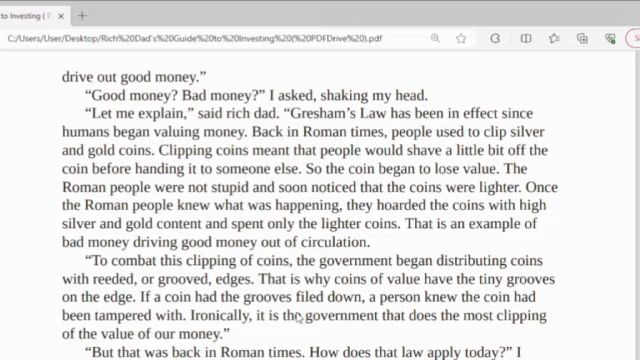 to Investing ( P
C:/Users/User/Desktop/Rich%20Dad's%20Guide%20to%20Investing%20(%20PDFDrive%20).pdf
drive out good money.”
“Good money? Bad money?” I asked, shaking my head.
“Let me explain,” said rich dad. “Gresham’s Law has been in effect since
humans began valuing money. Back in Roman times, people used to clip silver
and gold coins. Clipping coins meant that people would shave a little bit off the
coin before handing it to someone else. So the coin began to lose value. The
Roman people were not stupid and soon noticed that the coins were lighter. Once
the Roman people knew what was happening, they hoarded the coins with high
silver and gold content and spent only the lighter coins. That is an example of
bad money driving good money out of circulation.
“To combat this clipping of coins, the government began distributing coins
with reeded, or grooved, edges. That is why coins of value have the tiny grooves
on the edge. If a coin had the grooves filed down, a person knew the coin had
been tampered with. Ironically, it is the government that does the most clipping
of the value of our money.”
“But that was back in Roman times. How does that law apply today?” I